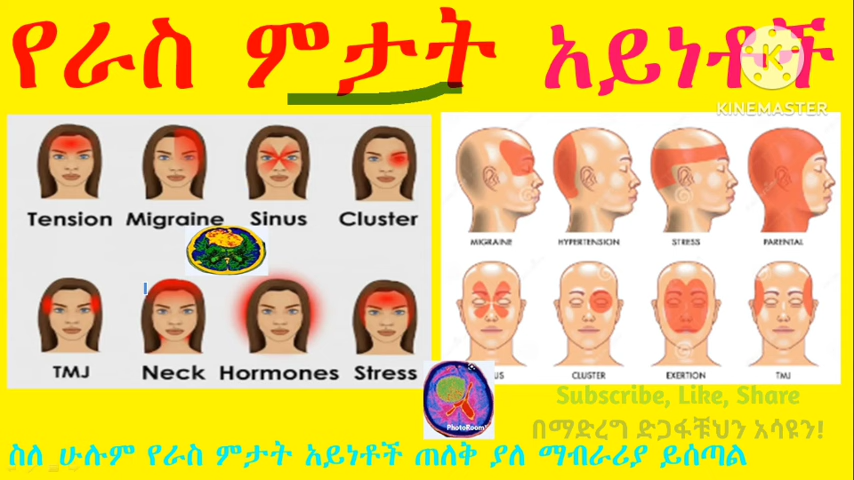 የራስ ምታት አይነቶች
KINEMASTER
Tension Migraine Sinus Cluster
MIGRAINE HYPERTENSION STRESS PARENTAL
TMJ Neck Hormones Stress
US CLUSTER EXERTION TMJ
Subscribe, Like, Share
በማድረግ ድጋፋቹህን አሳዩን!
PhotoRoom
ስለ ሁሉም የራስ ምታት አይነቶች ጠለቅ ያለ ማብራሪያ ይሰጣል